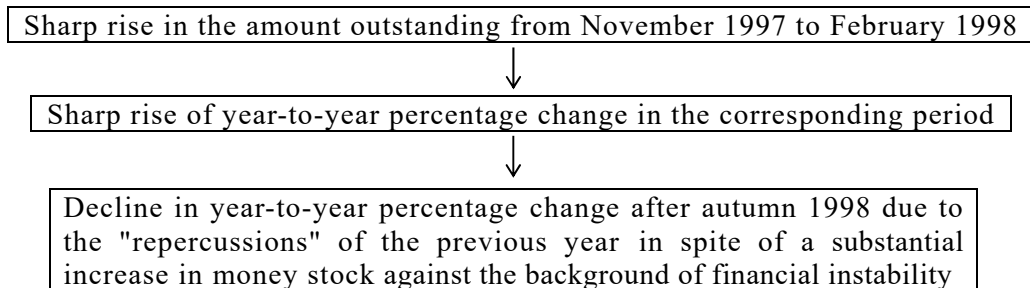 Sharp rise in the amount outstanding from November 1997 to February 1998
Sharp rise of year-to-year percentage change in the corresponding period
Decline in year-to-year percentage change after autumn 1998 due to
the "repercussions" of the previous year in spite of a substantial
increase in money stock against the background of financial instability